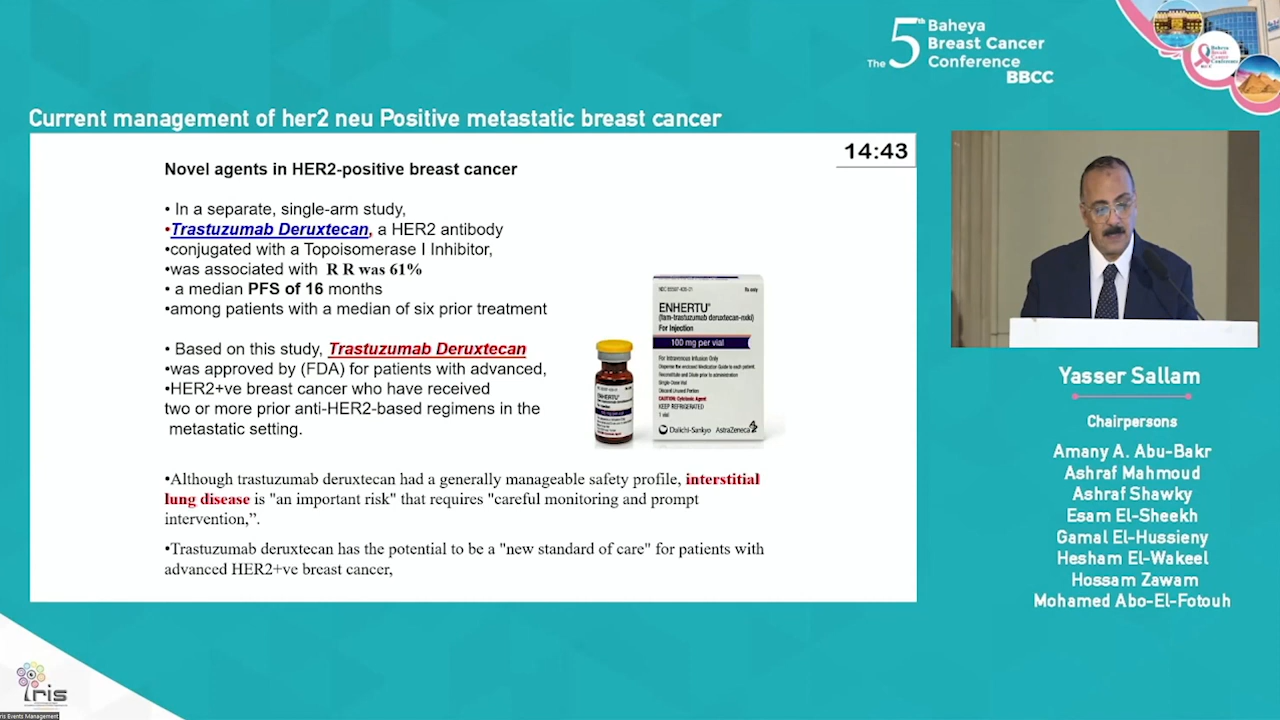 The 5th Baheya
Breast Cancer
Conference
BBCC
Current management of her2 neu Positive metastatic breast cancer
14:43
Novel agents in HER2-positive breast cancer
• In a separate, single-arm study,
•Trastuzumab Deruxtecan, a HER2 antibody
•conjugated with a Topoisomerase I Inhibitor,
•was associated with R R was 61%
• a median PFS of 16 months
•among patients with a median of six prior treatment
• Based on this study, Trastuzumab Deruxtecan
•was approved by (FDA) for patients with advanced,
•HER2+ve breast cancer who have received
two or more prior anti-HER2-based regimens in the
metastatic setting.
•Although trastuzumab deruxtecan had a generally manageable safety profile, interstitial
lung disease is "an important risk" that requires "careful monitoring and prompt
intervention,”.
•Trastuzumab deruxtecan has the potential to be a "new standard of care" for patients with
advanced HER2+ve breast cancer,
Rx only
ENHERTU
(fam-trastuzumab deruxtecan-nxki)
For Injection
100 mg per vial
For Intravenous Infusion Only
Dispense the enclosed Medication Guide to each patient.
Reconstitute and Dilute prior to administration
Single-Dose Vial
Discard Unused Portion
CAUTION: Cytotoxic Agent
KEEP REFRIGERATED
1 vial
Daiichi-Sankyo AstraZeneca
ENHERTU
Yasser Sallam
Chairpersons
Amany A. Abu-Bakr
Ashraf Mahmoud
Ashraf Shawky
Esam El-Sheekh
Gamal El-Hussieny
Hesham El-Wakeel
Hossam Zawam
Mohamed Abo-El-Fotouh
Iris
Iris Events Management